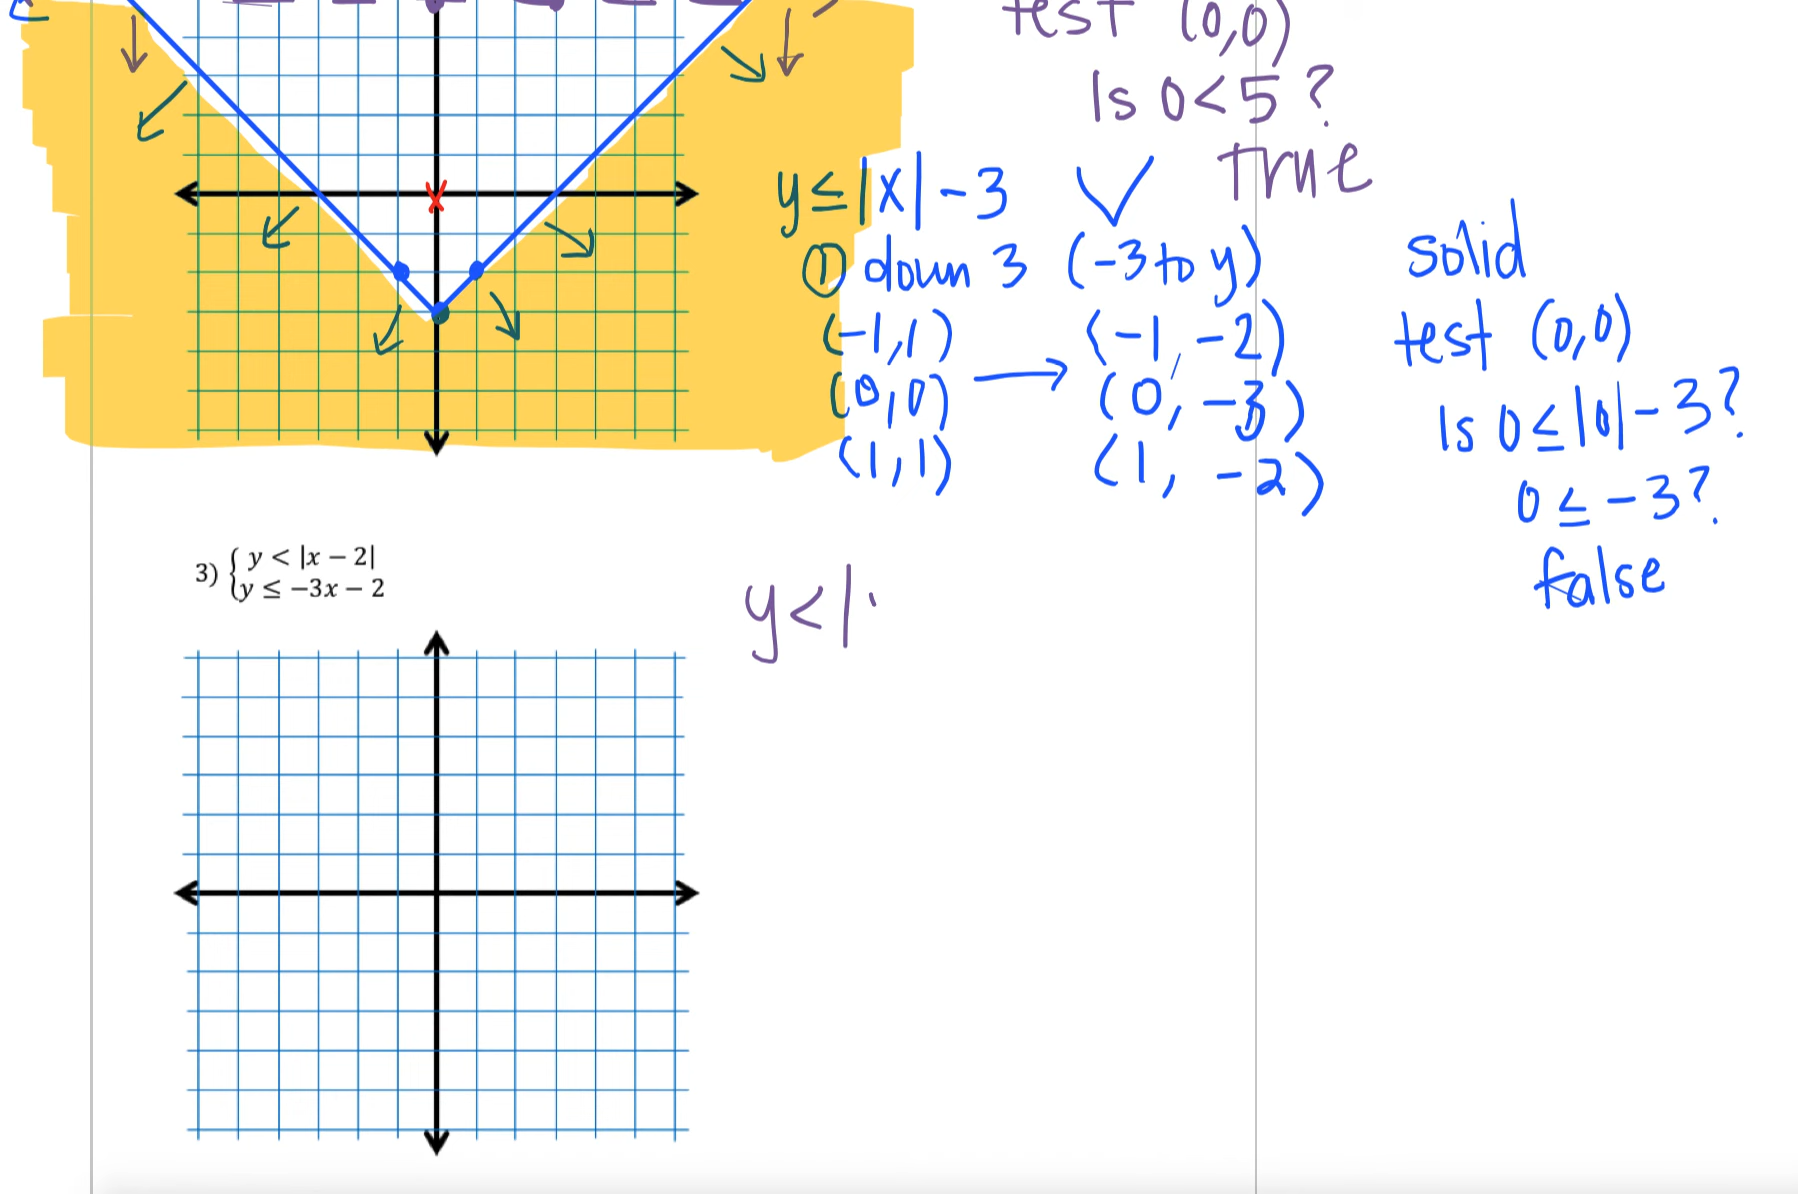 test (0,0)
Is 0<5?
true
y≤|x|-3
① down 3 (-3 to y)
(-1,1) (-1,-2)
(0,0) → (0,-3)
(1,1) (1,-2)
solid
test (0,0)
Is 0≤|0|-3?
0≤-3?
false
3) { y < |x − 2|
y ≤ −3x − 2
y<|